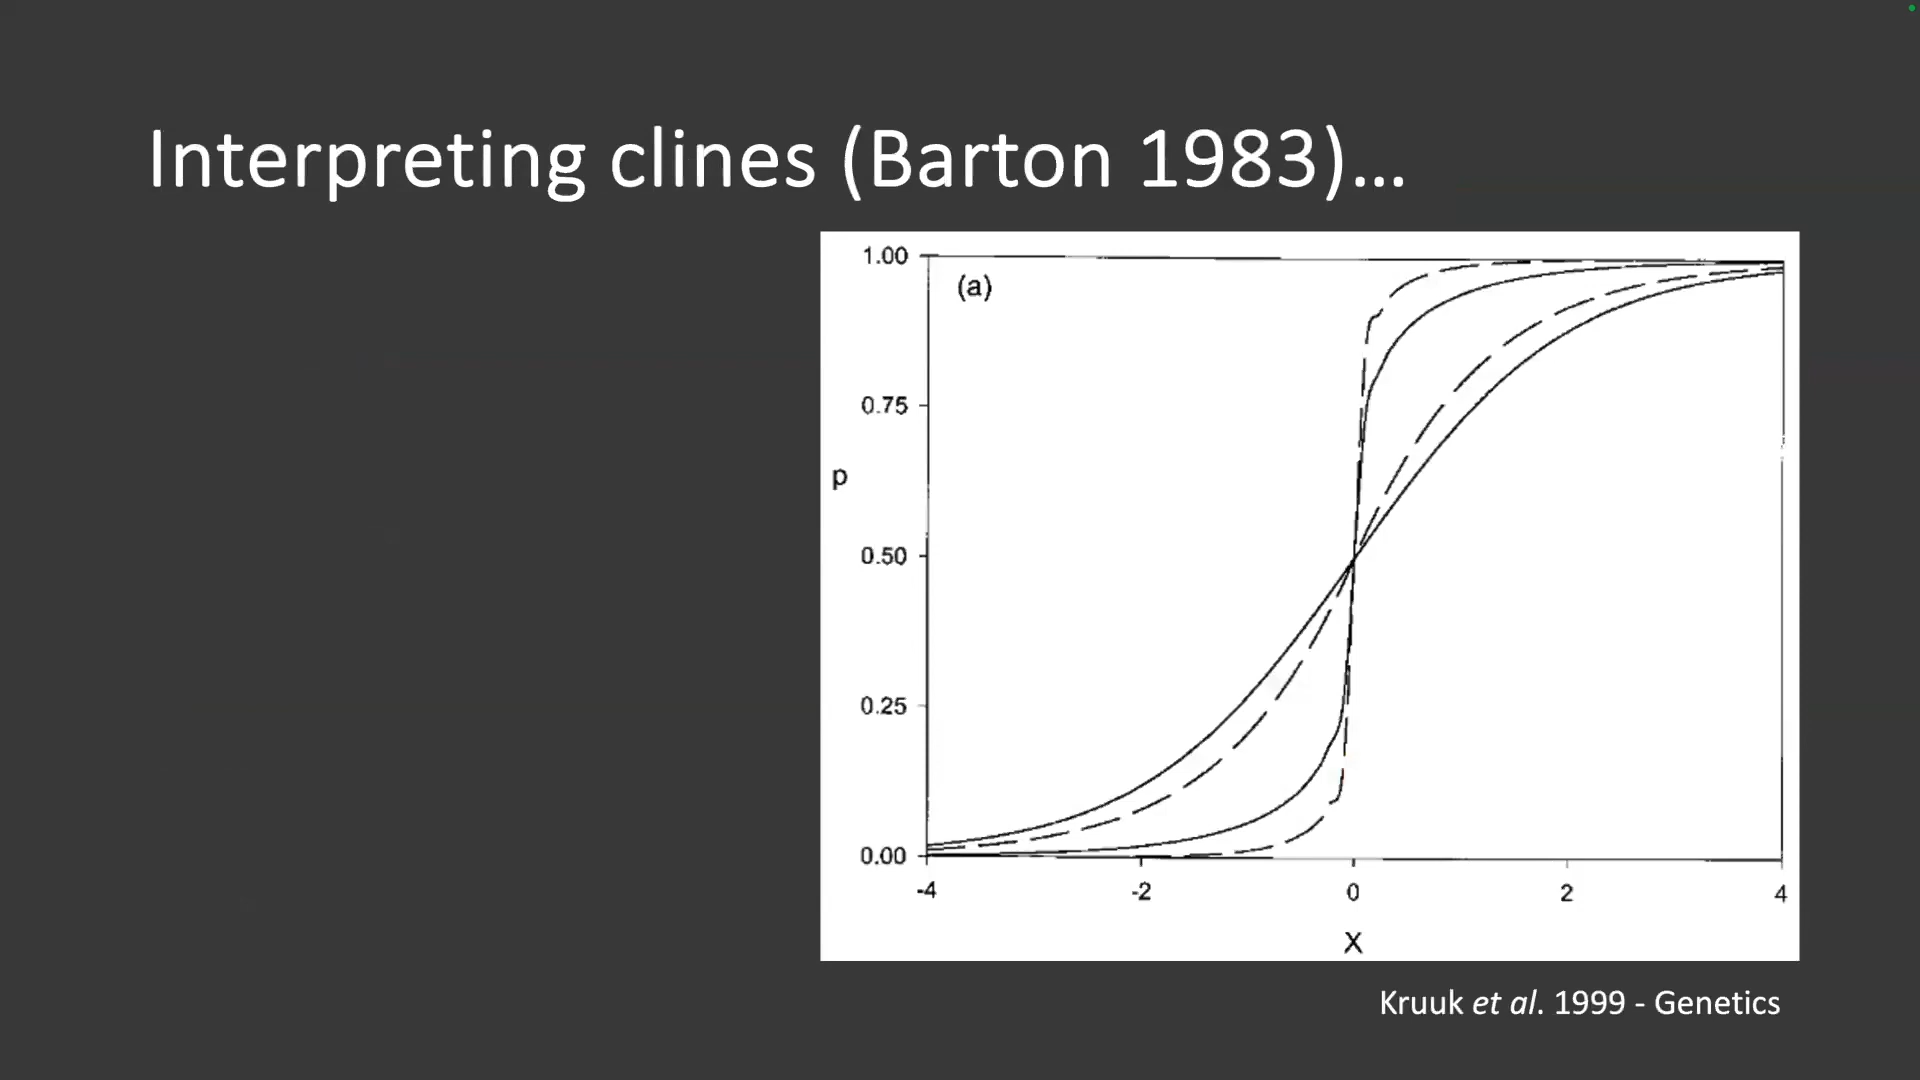 Interpreting clines (Barton 1983)...
1.00
(a)
0.75
p
0.50
0.25
0.00
-4 -2 0 2 4
X
Kruuk et al. 1999 - Genetics